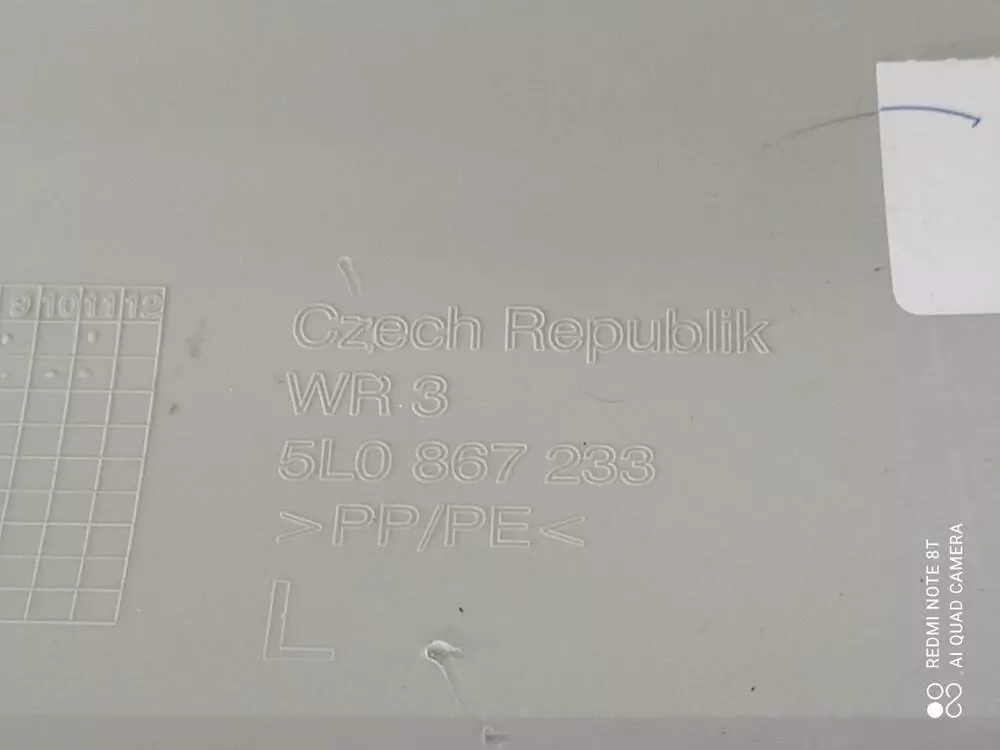 9 10 11 12
Czech Republik
WR 3
5L0 867 233
>PP/PE<
L
REDMI NOTE 8T
AI QUAD CAMERA